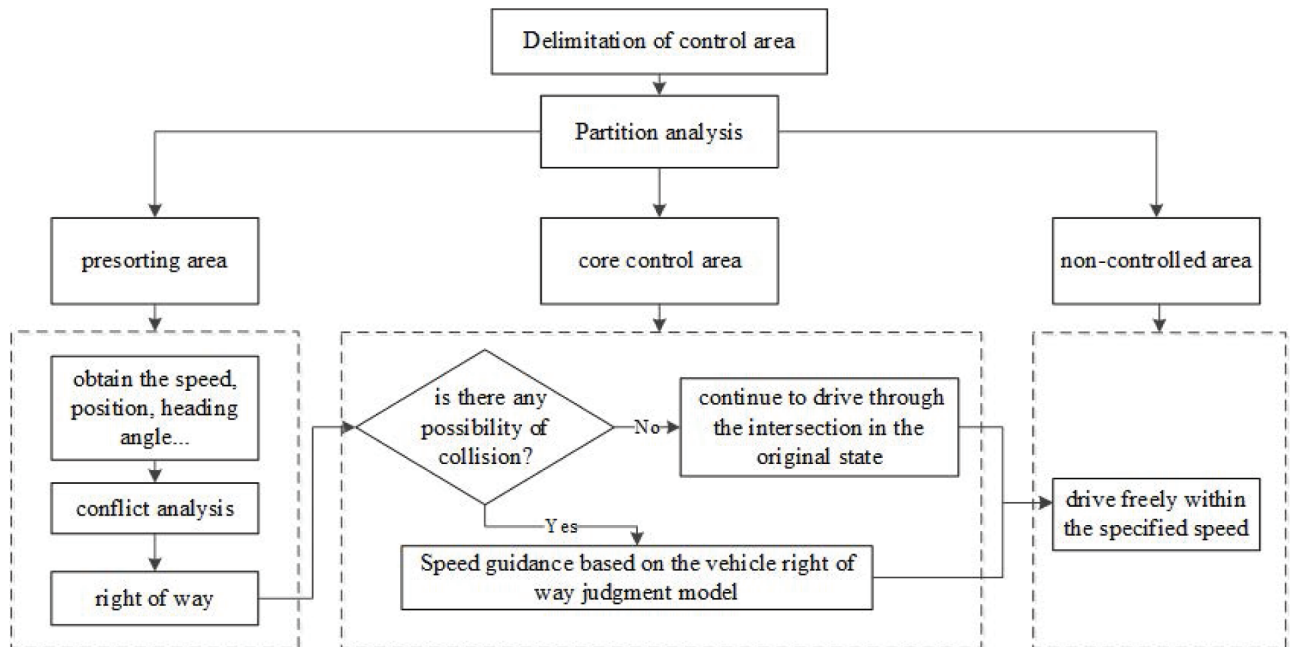 Delimitation of control area
Partition analysis
presorting area
core control area
non-controlled area
obtain the speed,
position, heading
angle...
conflict analysis
right of way
is there any
possibility of
collision?
No
continue to drive through
the intersection in the
original state
Yes
Speed guidance based on the vehicle right of
way judgment model
drive freely within
the specified speed